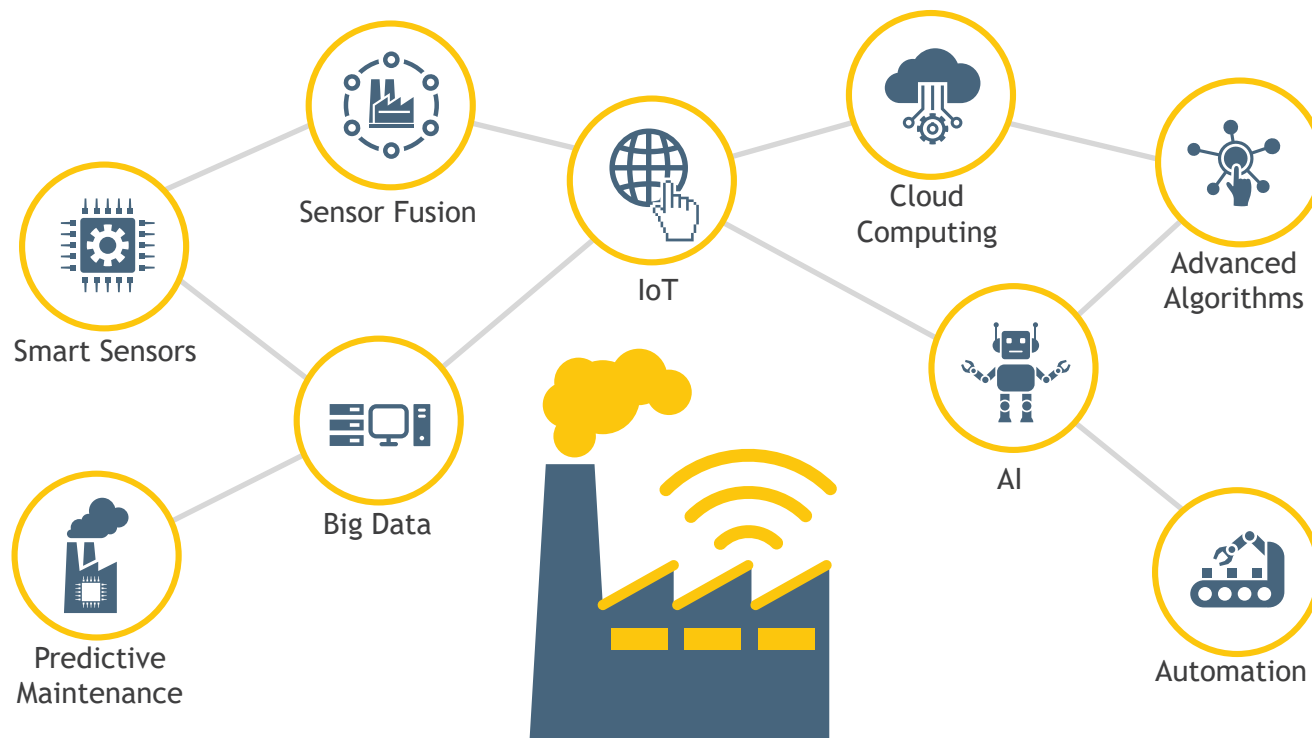 Sensor Fusion
Cloud
Computing
IoT
Advanced
Algorithms
Smart Sensors
AI
Big Data
Predictive
Maintenance
Automation